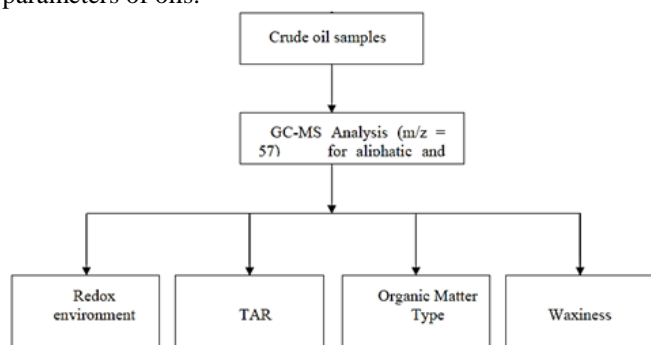 parameters of oils.
Crude oil samples
GC-MS Analysis (m/z =
57) for aliphatic and
Redox
environment
TAR
Organic Matter
Type
Waxiness